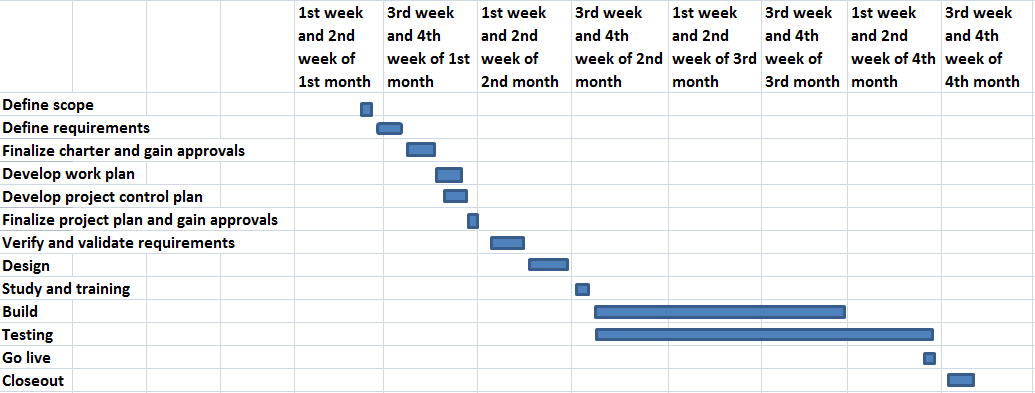 1st week and 2nd week of 1st month
3rd week and 4th week of 1st month
1st week and 2nd week of 2nd month
3rd week and 4th week of 2nd month
1st week and 2nd week of 3rd month
3rd week and 4th week of 3rd month
1st week and 2nd week of 4th month
3rd week and 4th week of 4th month
Define scope
Define requirements
Finalize charter and gain approvals
Develop work plan
Develop project control plan
Finalize project plan and gain approvals
Verify and validate requirements
Design
Study and training
Build
Testing
Go live
Closeout